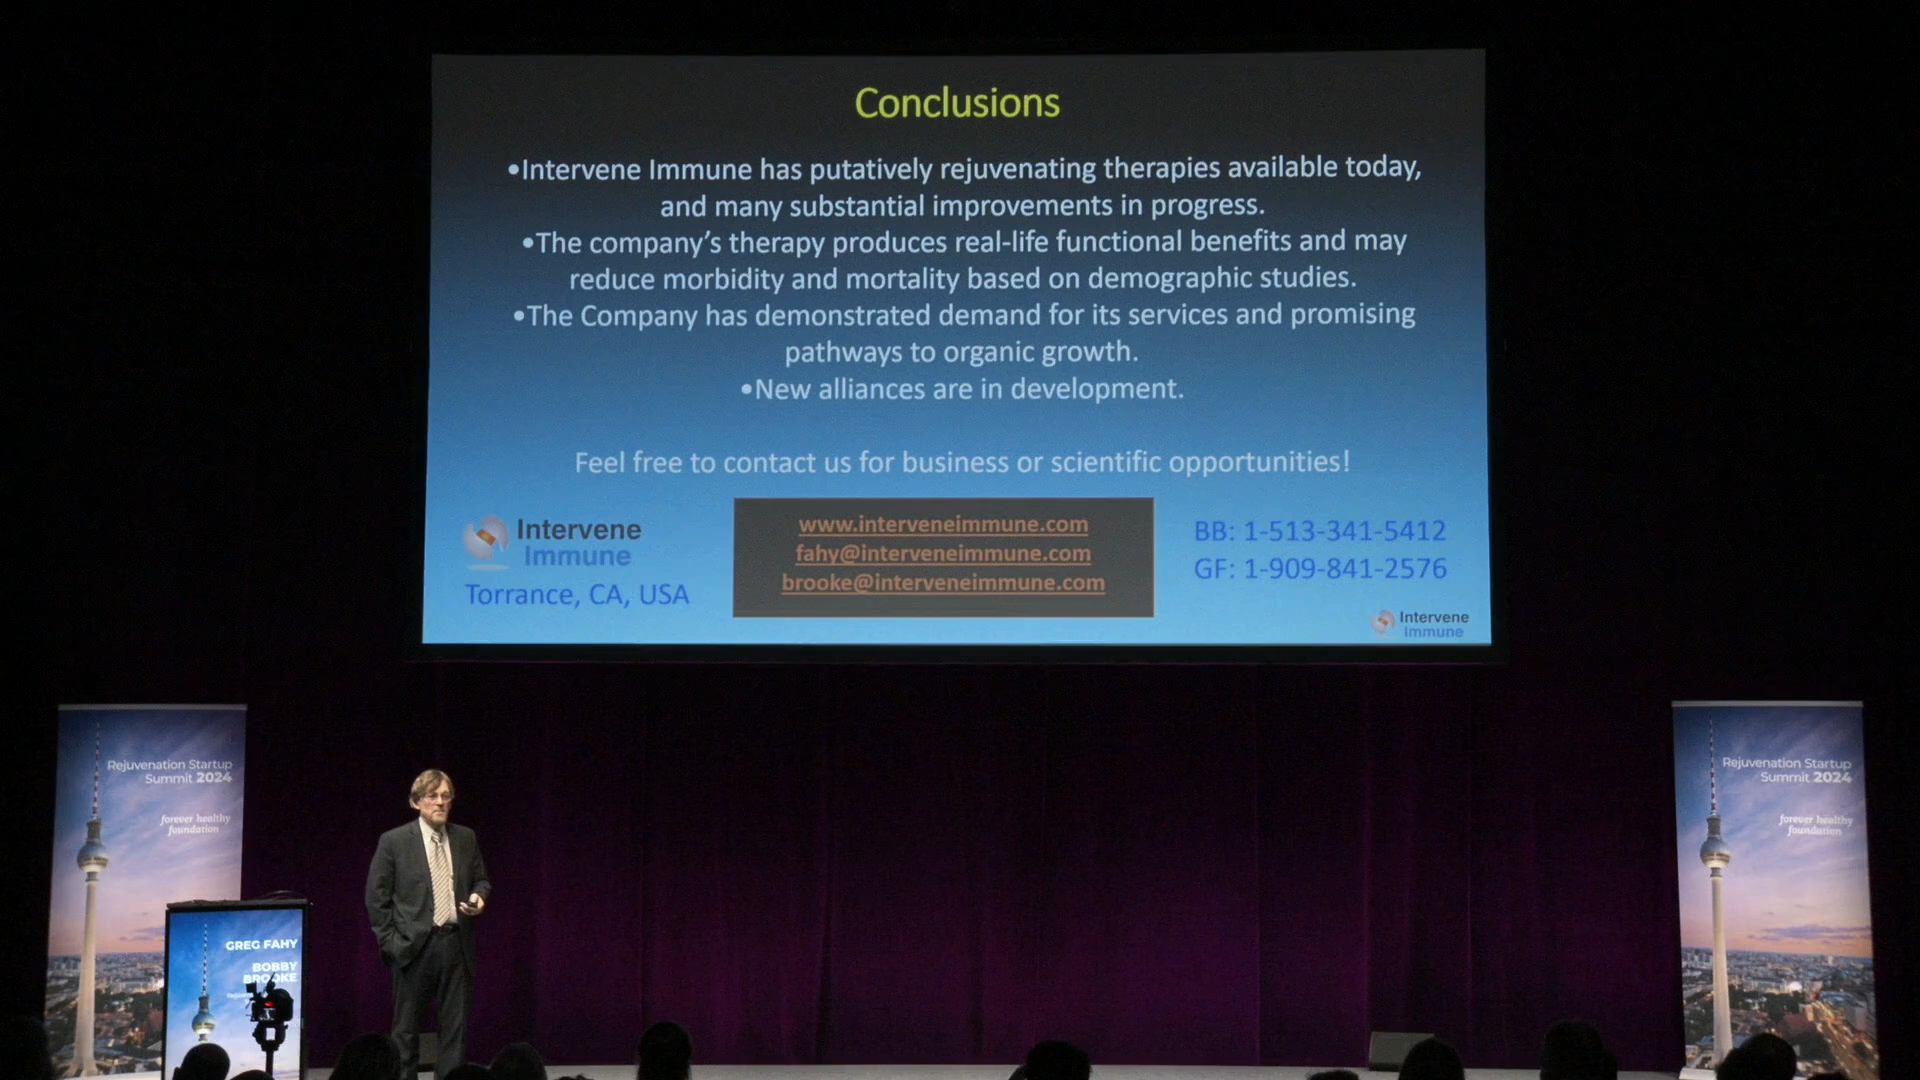 Conclusions
•Intervene Immune has putatively rejuvenating therapies available today,
and many substantial improvements in progress.
•The company's therapy produces real-life functional benefits and may
reduce morbidity and mortality based on demographic studies.
•The Company has demonstrated demand for its services and promising
pathways to organic growth.
•New alliances are in development.
Feel free to contact us for business or scientific opportunities!
Intervene
Immune
Torrance, CA, USA
www.interveneimmune.com
fahy@interveneimmune.com
brooke@interveneimmune.com
BB: 1-513-341-5412
GF: 1-909-841-2576
Intervene
Immune
Rejuvenation Startup
Summit 2024
forever healthy
foundation
GREG FAHY
BOBBY
BROOKE
Rejuvenation Startup
Summit 2024
forever healthy
foundation